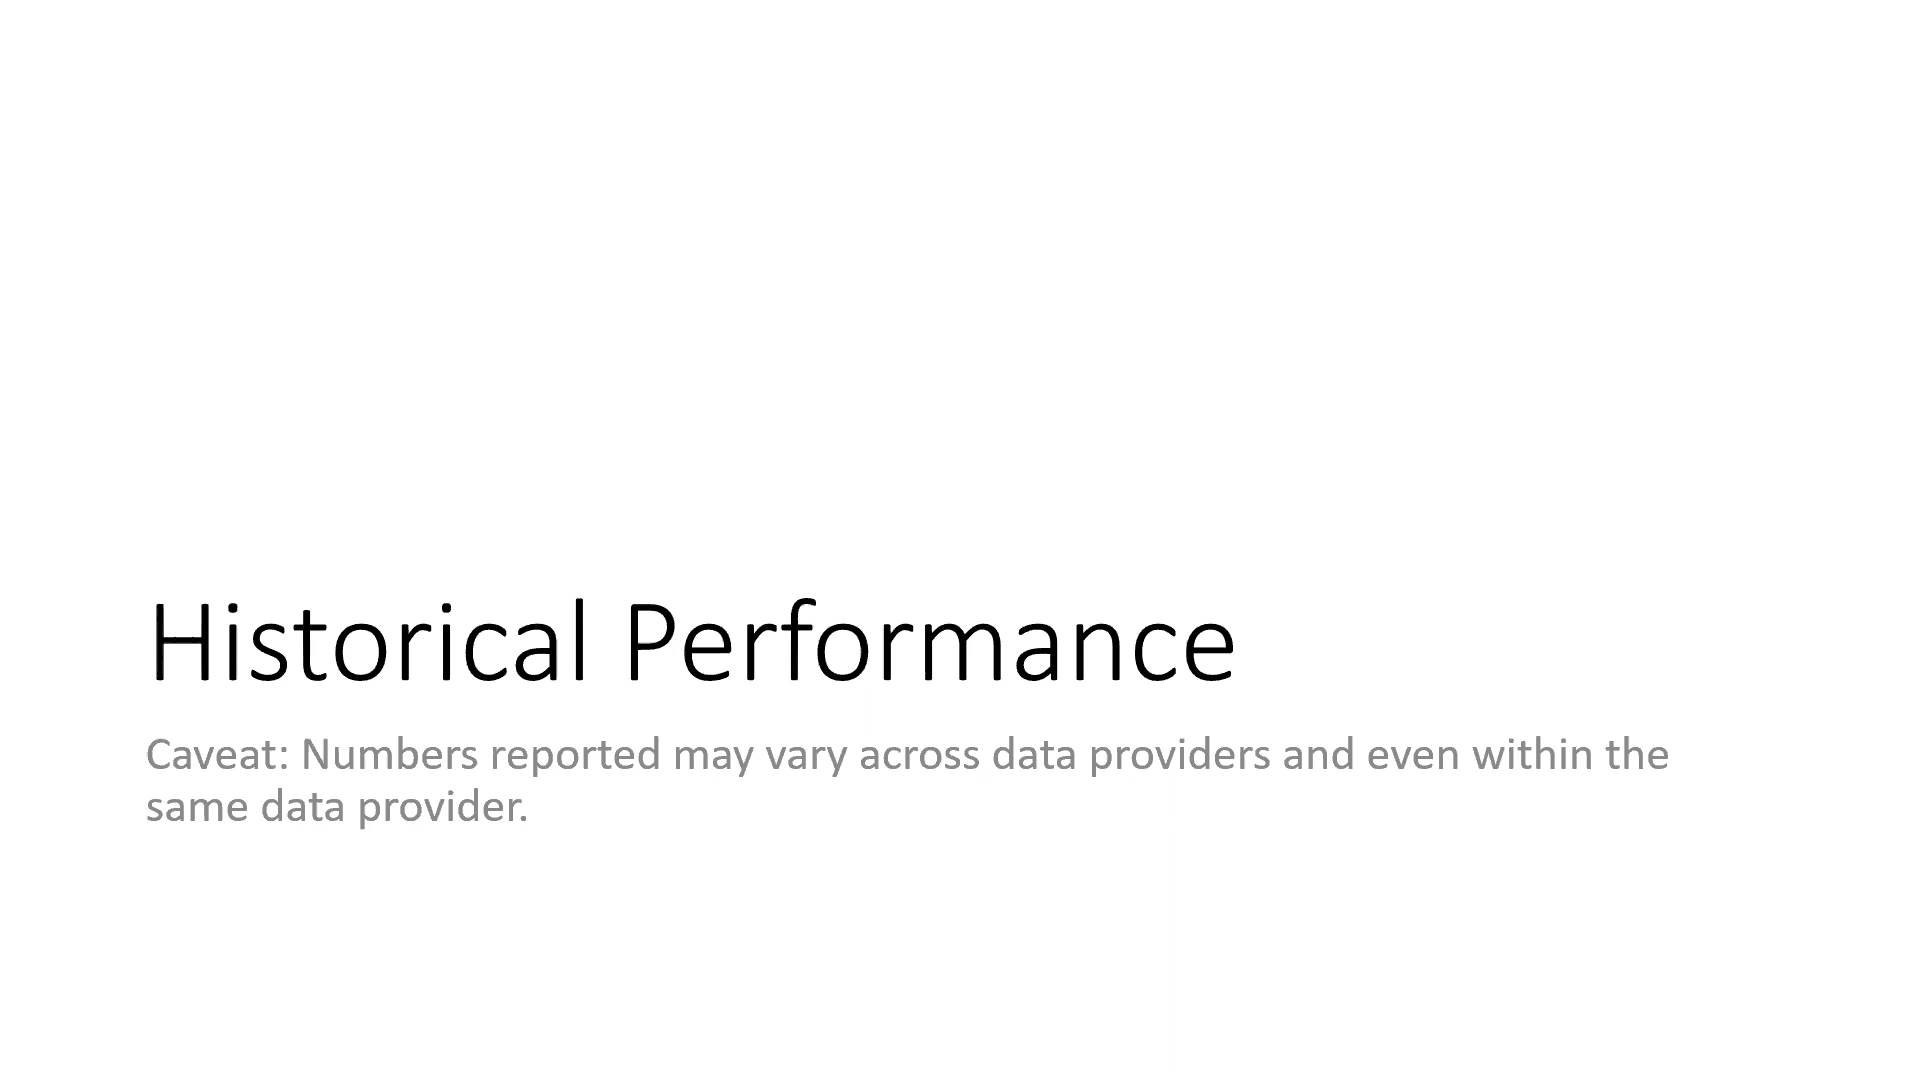 Historical Performance
Caveat: Numbers reported may vary across data providers and even within the
same data provider.